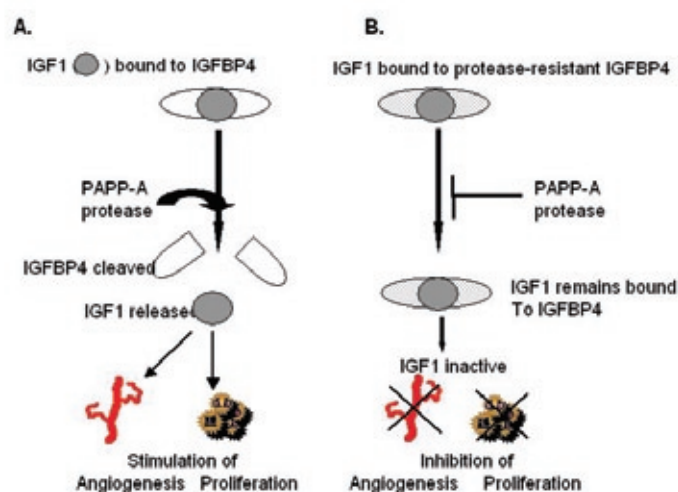 A.
IGF1 ( ) bound to IGFBP4
PAPP-A
protease
IGFBP4 cleaved
IGF1 released
Stimulation of
Angiogenesis Proliferation
B.
IGF1 bound to protease-resistant IGFBP4
PAPP-A
protease
IGF1 remains bound
To IGFBP4
IGF1 inactive
Inhibition of
Angiogenesis Proliferation